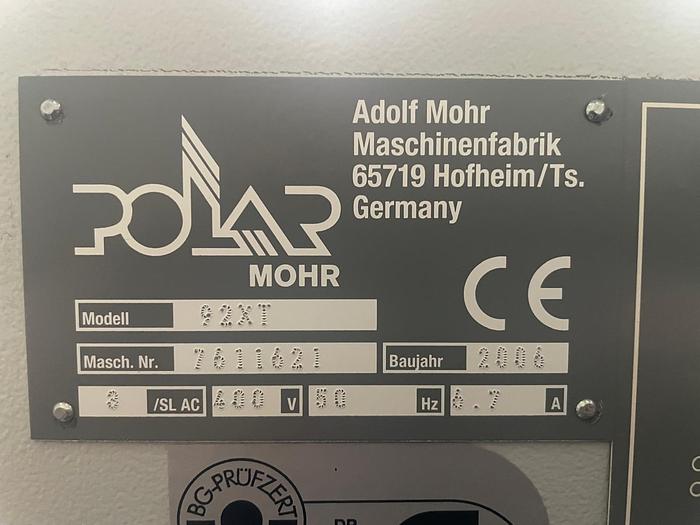 POLAR
MOHR
Adolf Mohr
Maschinenfabrik
65719 Hofheim/Ts.
Germany
CE
Modell 92XT
Masch. Nr. 7611621 Baujahr 2006
3 /SL AC 400 V 50 Hz 6.7 A
BG-PRÜFZERT